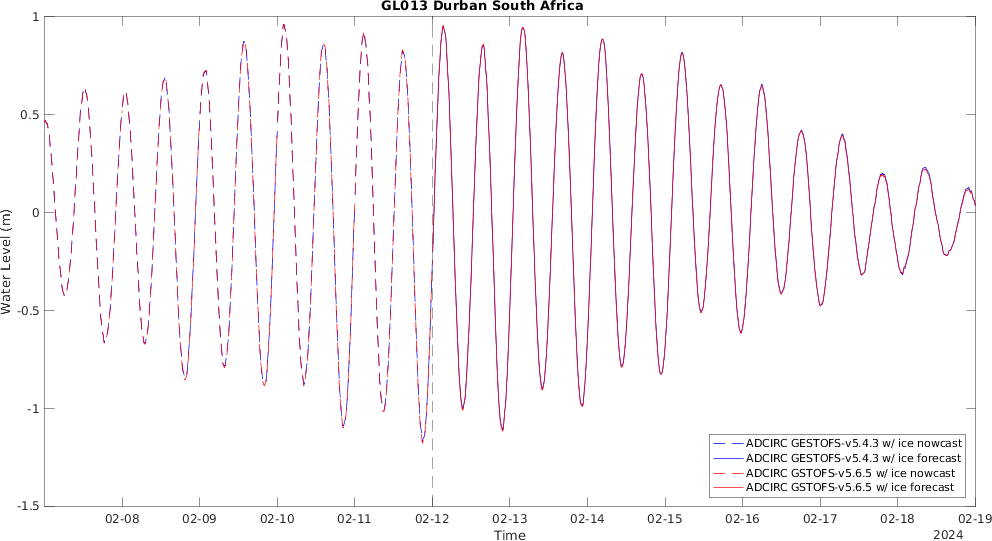 GL013 Durban South Africa
Water Level (m)
1
0.5
0
-0.5
-1
-1.5
ADCIRC GESTOFS-v5.4.3 w/ ice nowcast
ADCIRC GESTOFS-v5.4.3 w/ ice forecast
ADCIRC GSTOFS-v5.6.5 w/ ice nowcast
ADCIRC GSTOFS-v5.6.5 w/ ice forecast
02-08 02-09 02-10 02-11 02-12 02-13 02-14 02-15 02-16 02-17 02-18 02-19
Time
2024